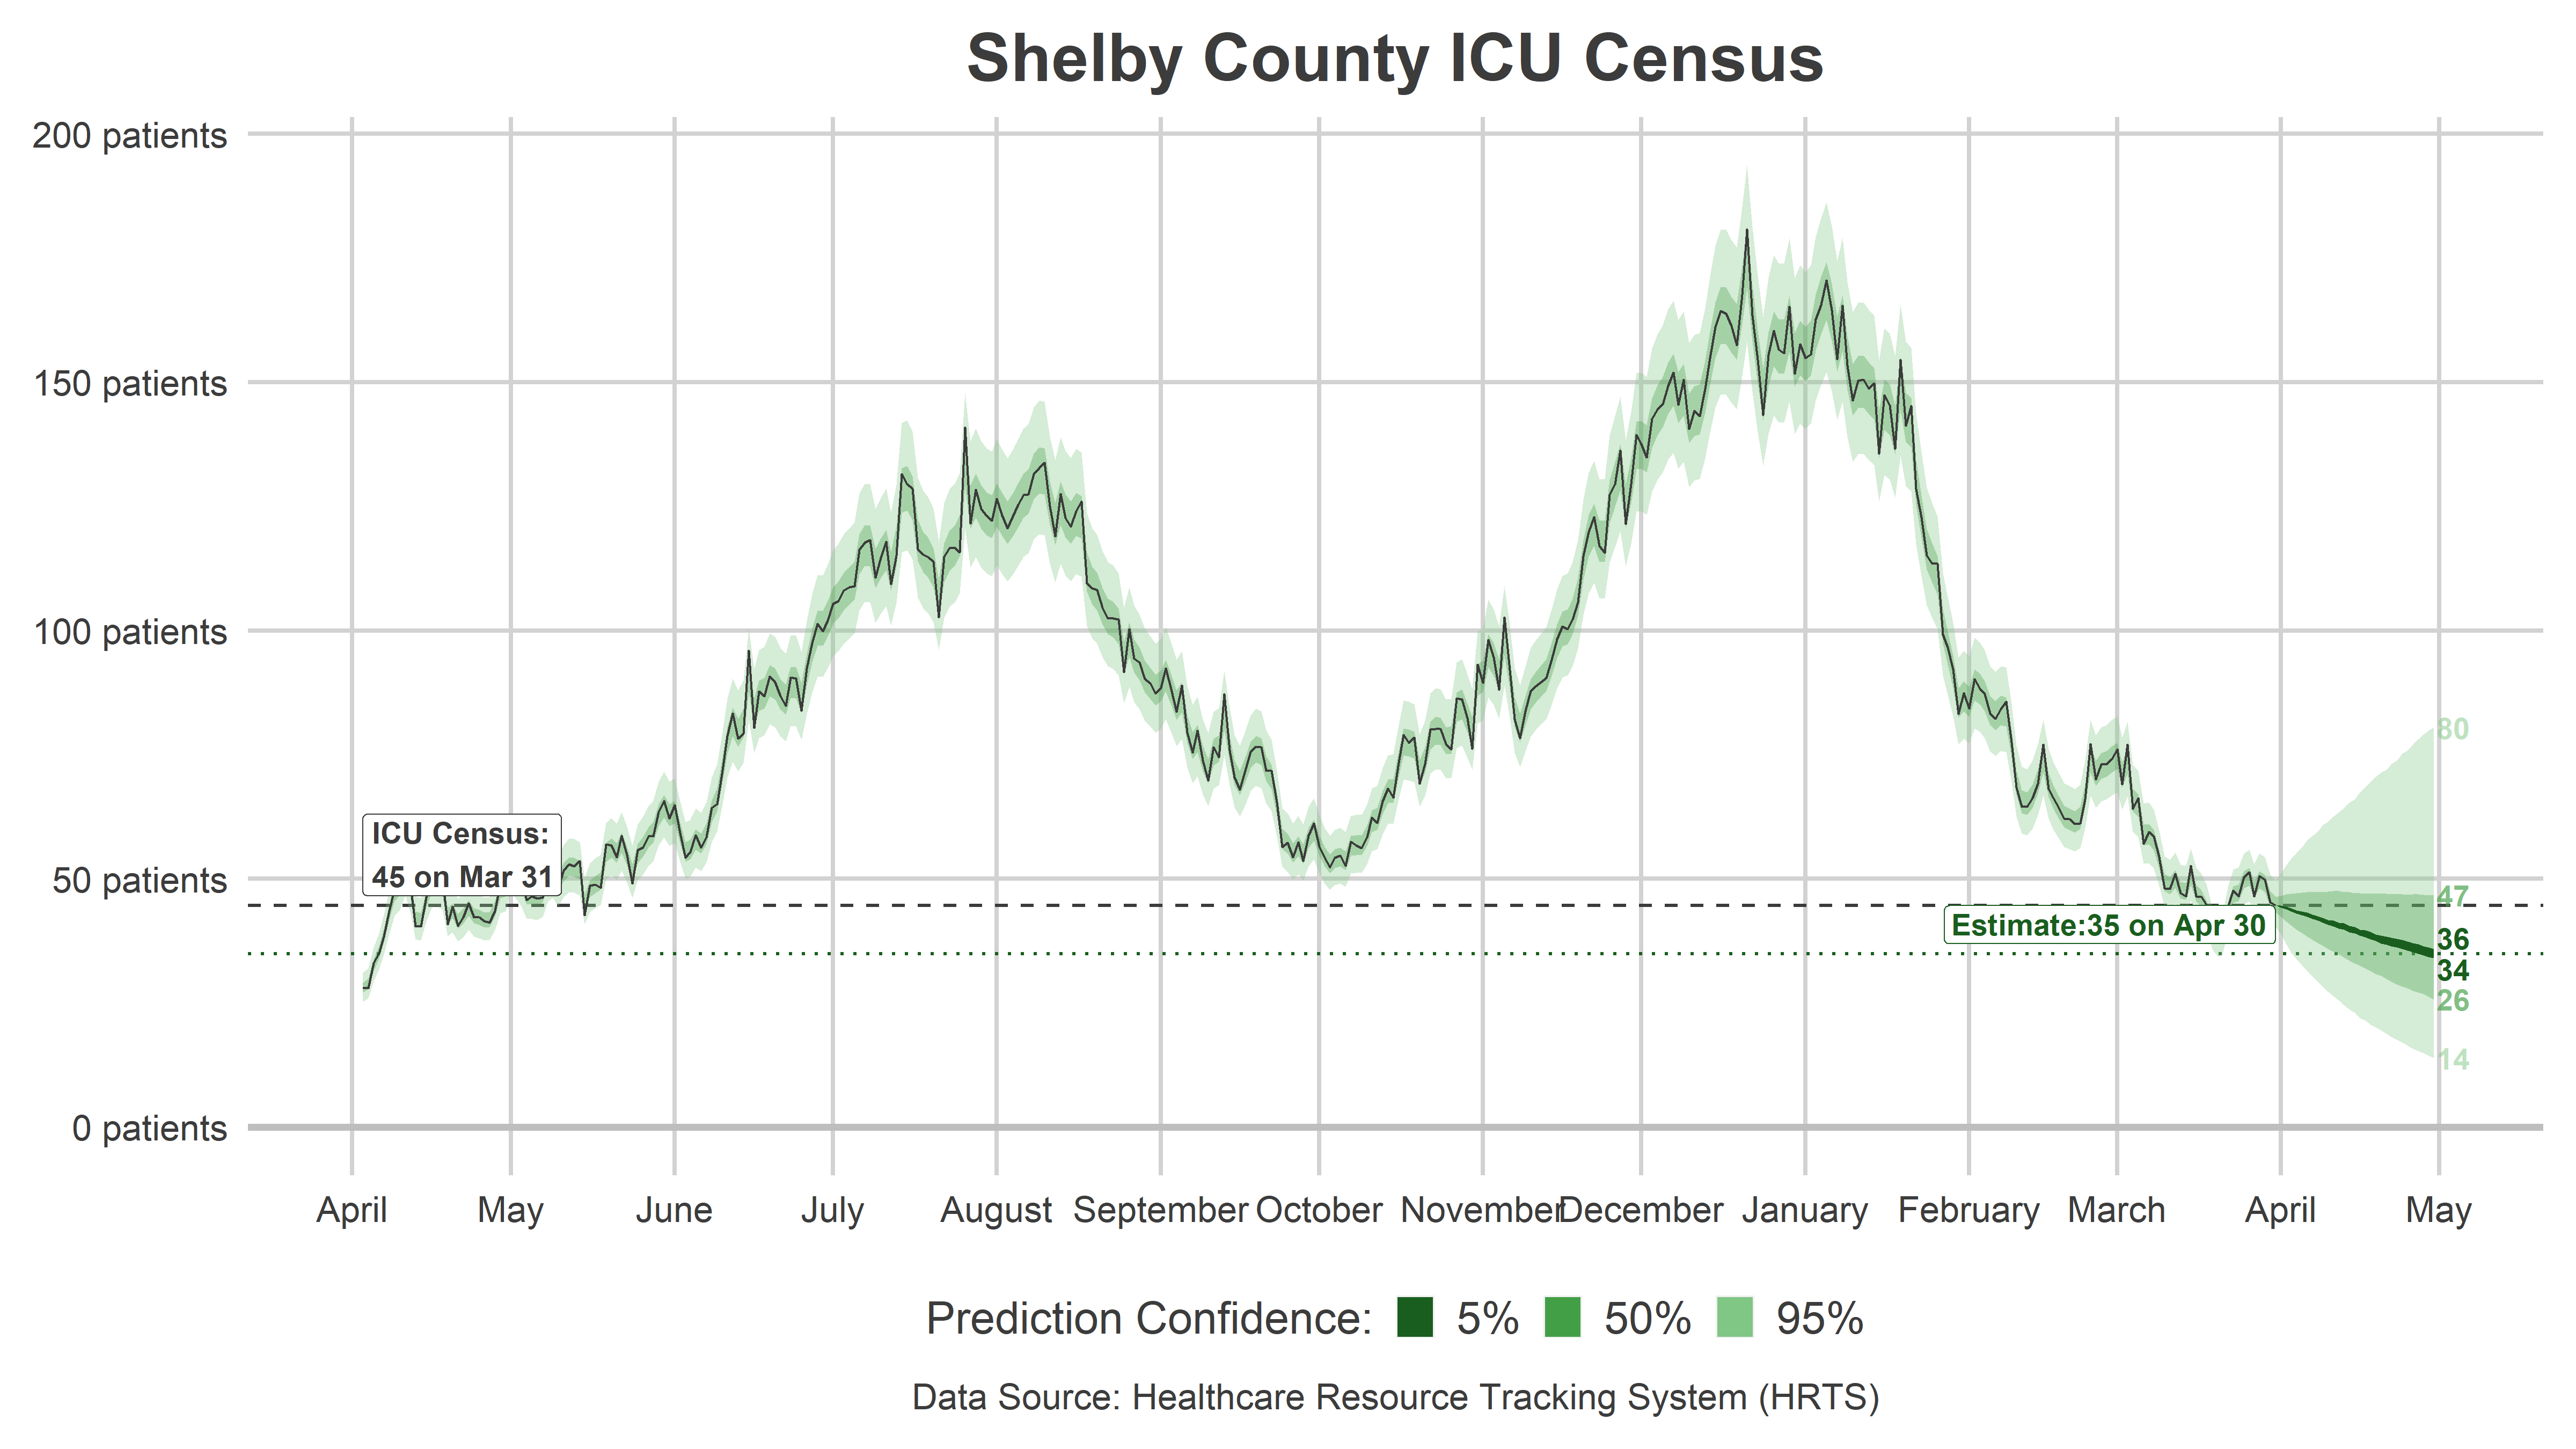 Shelby County ICU Census
200 patients
150 patients
100 patients
50 patients
0 patients
ICU Census:
45 on Mar 31
Estimate:35 on Apr 30
80
47
36
34
26
14
April May June July August September October November December January February March April May
Prediction Confidence: 5% 50% 95%
Data Source: Healthcare Resource Tracking System (HRTS)